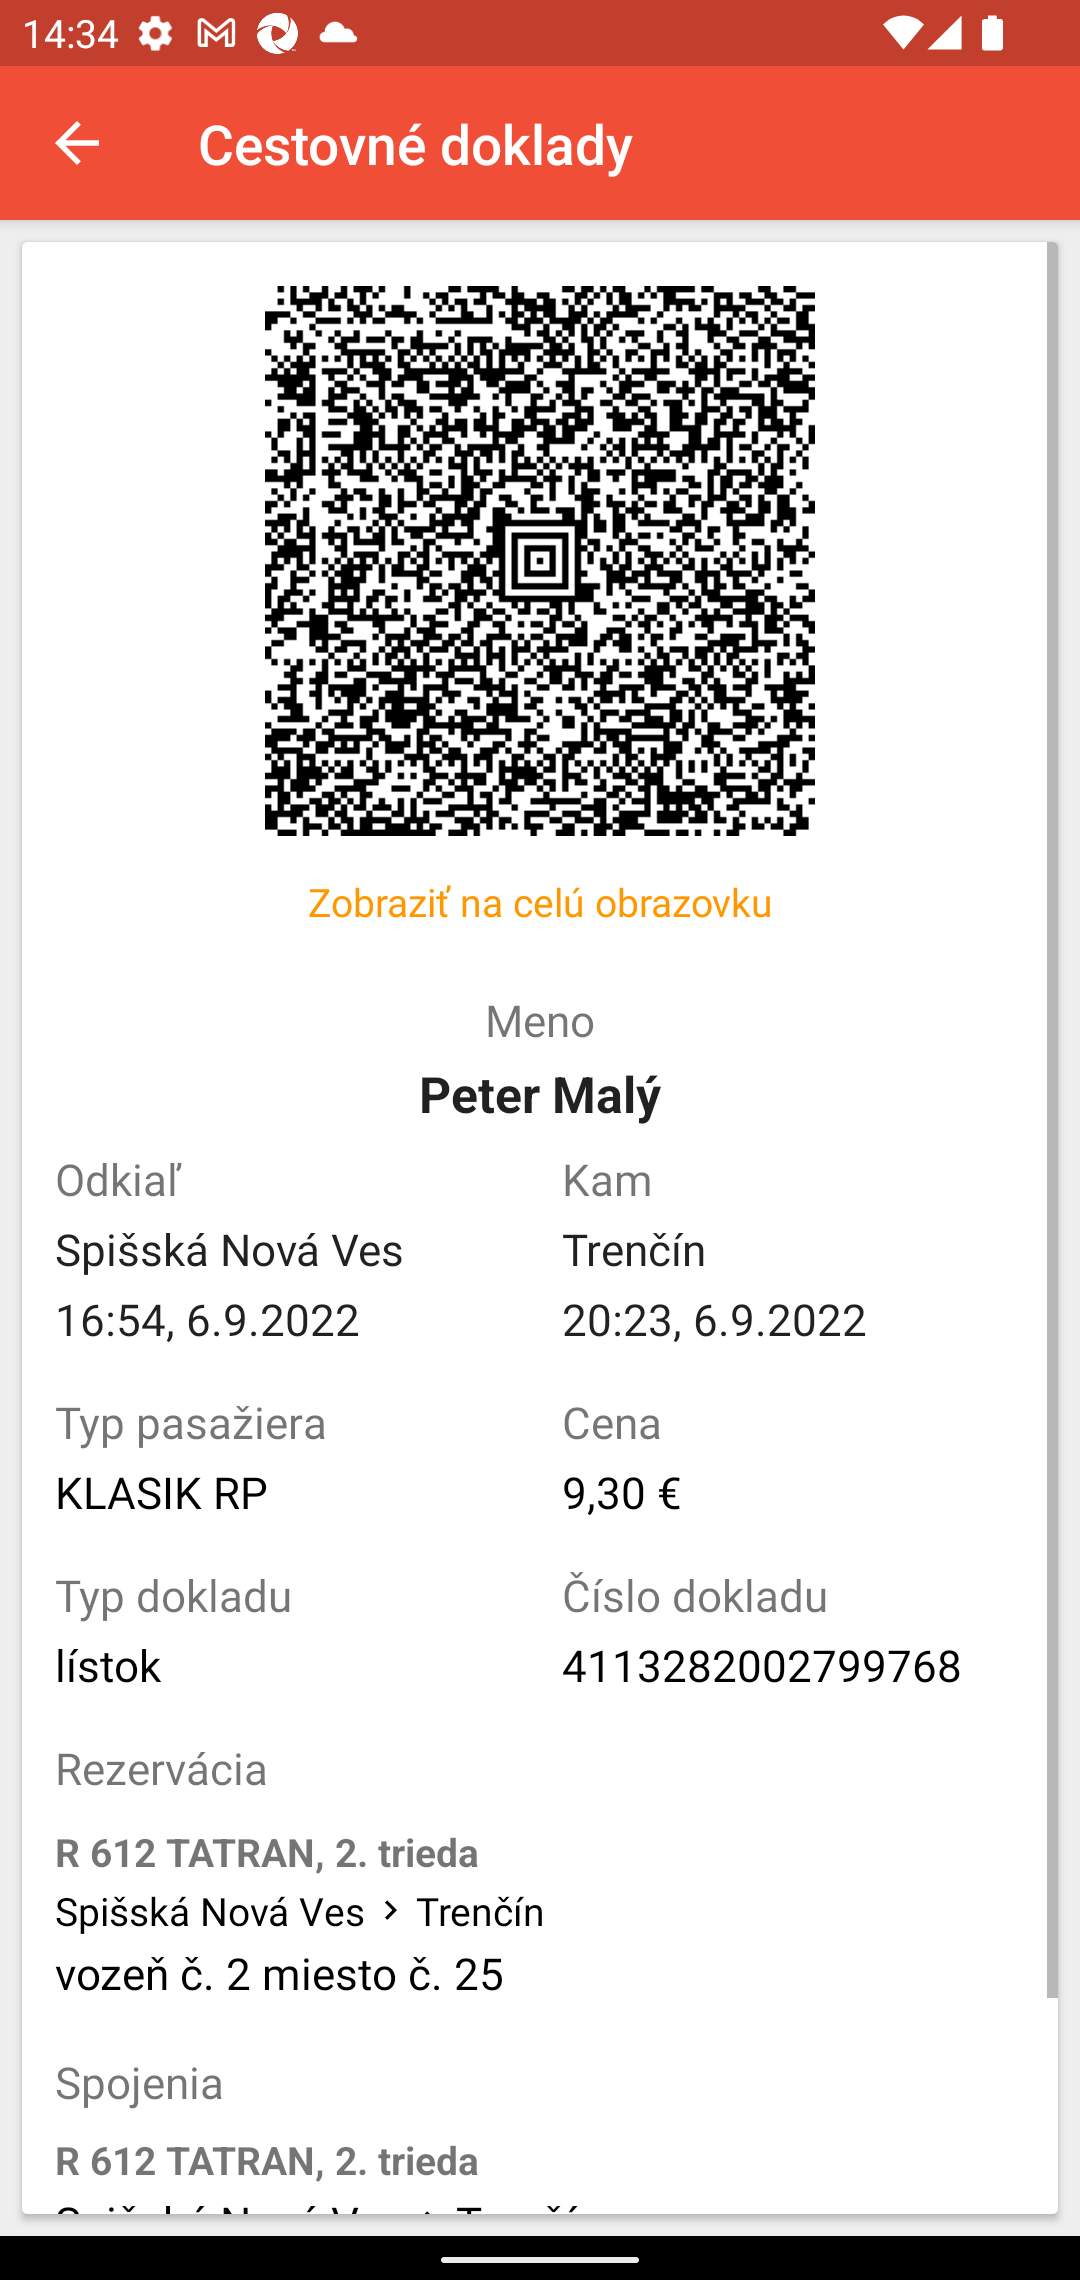 14:34
Cestovné doklady
Zobraziť na celú obrazovku
Meno
Peter Malý
Odkiaľ
Kam
Spišská Nová Ves
Trenčín
16:54, 6.9.2022
20:23, 6.9.2022
Typ pasažiera
Cena
KLASIK RP
9,30 €
Typ dokladu
Číslo dokladu
lístok
4113282002799768
Rezervácia
R 612 TATRAN, 2. trieda
Spišská Nová Ves > Trenčín
vozeň č. 2 miesto č. 25
Spojenia
R 612 TATRAN, 2. trieda